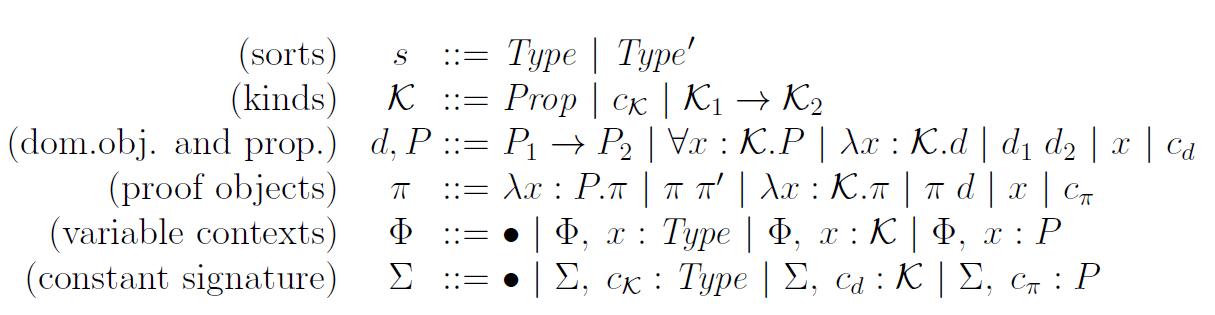 (sorts) s ::= Type | Type′
(kinds) 𝒦 ::= Prop | c_𝒦 | 𝒦₁ → 𝒦₂
(dom.obj. and prop.) d, P ::= P₁ → P₂ | ∀x : 𝒦.P | λx : 𝒦.d | d₁ d₂ | x | c_d
(proof objects) π ::= λx : P.π | π π′ | λx : 𝒦.π | π d | x | c_π
(variable contexts) Φ ::= • | Φ, x : Type | Φ, x : 𝒦 | Φ, x : P
(constant signature) Σ ::= • | Σ, c_𝒦 : Type | Σ, c_d : 𝒦 | Σ, c_π : P